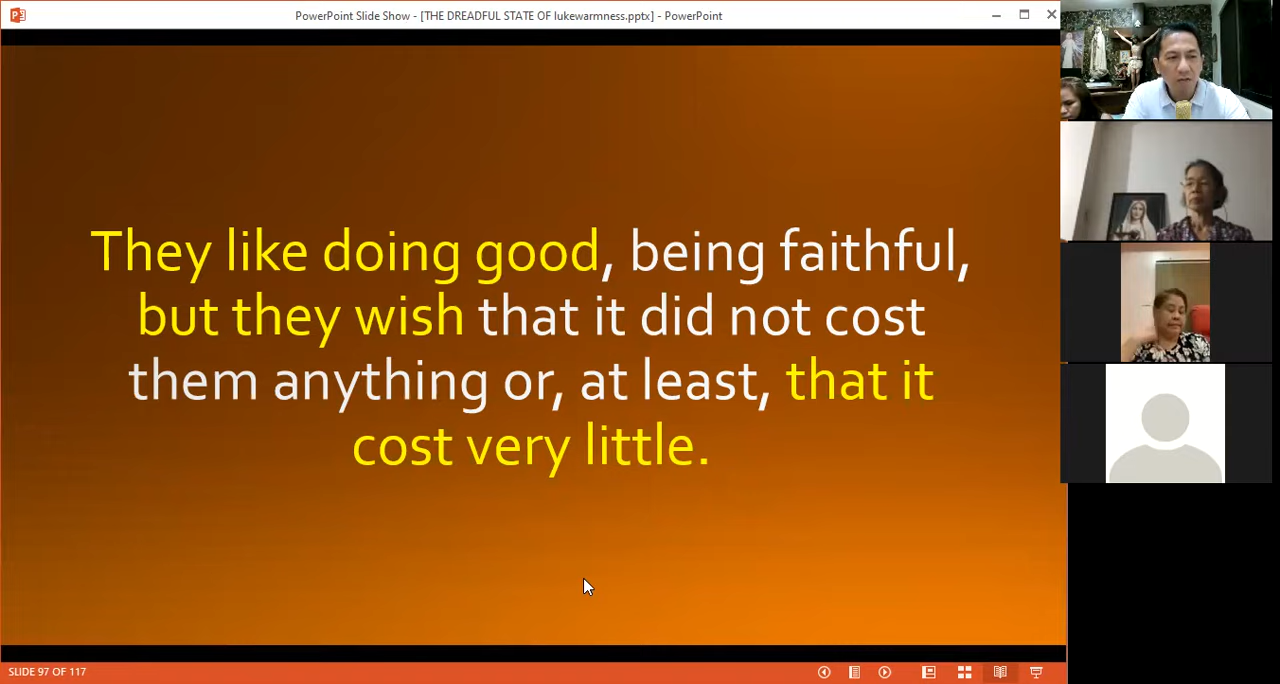 PowerPoint Slide Show - [THE DREADFUL STATE OF lukewarmness.pptx] - PowerPoint
They like doing good, being faithful,
but they wish that it did not cost
them anything or, at least, that it
cost very little.
SLIDE 97 OF 117